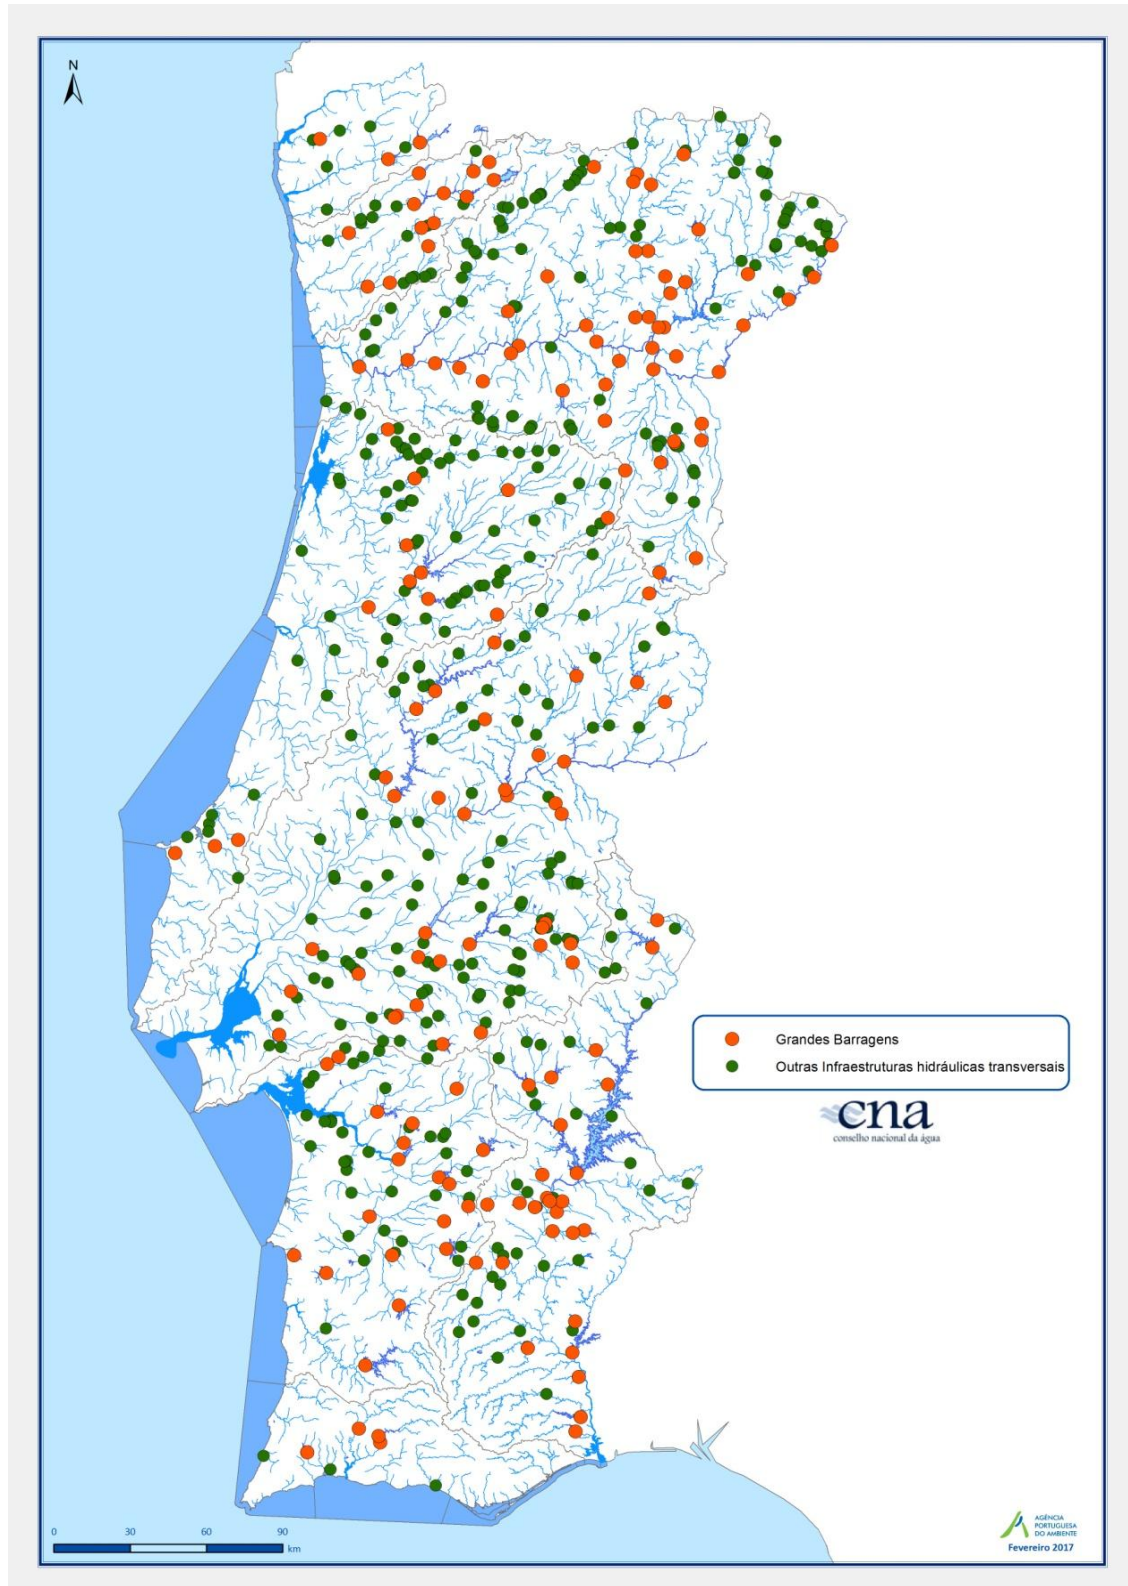 N
Grandes Barragens
Outras Infraestruturas hidráulicas transversais
cna
conselho nacional da água
0 30 60 90
km
AGÊNCIA
PORTUGUESA
DO AMBIENTE
Fevereiro 2017